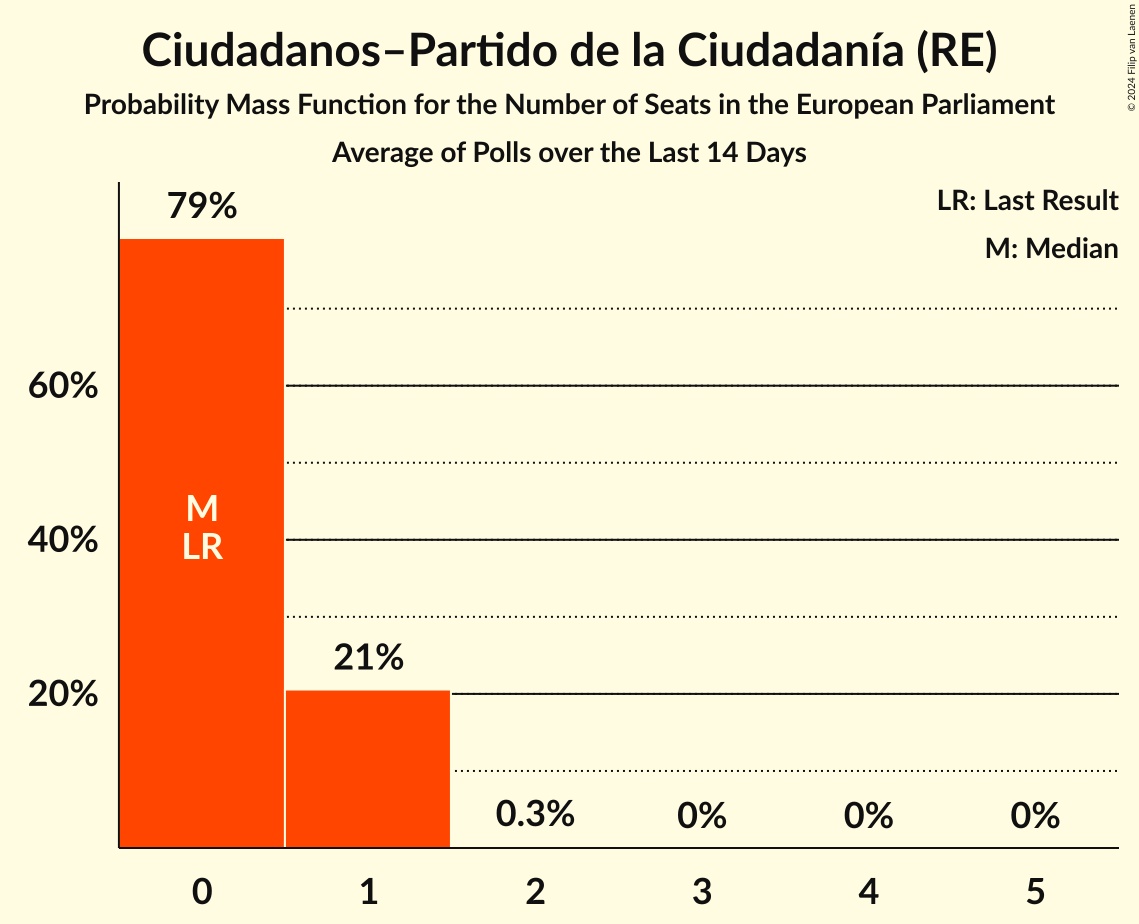 Ciudadanos–Partido de la Ciudadanía (RE)
Probability Mass Function for the Number of Seats in the European Parliament
Average of Polls over the Last 14 Days
© 2024 Filip van Laenen
LR: Last Result
M: Median
79%
60%
M
40%
LR
21%
20%
0.3%
0%
0%
0%
0
1
2
3
4
5